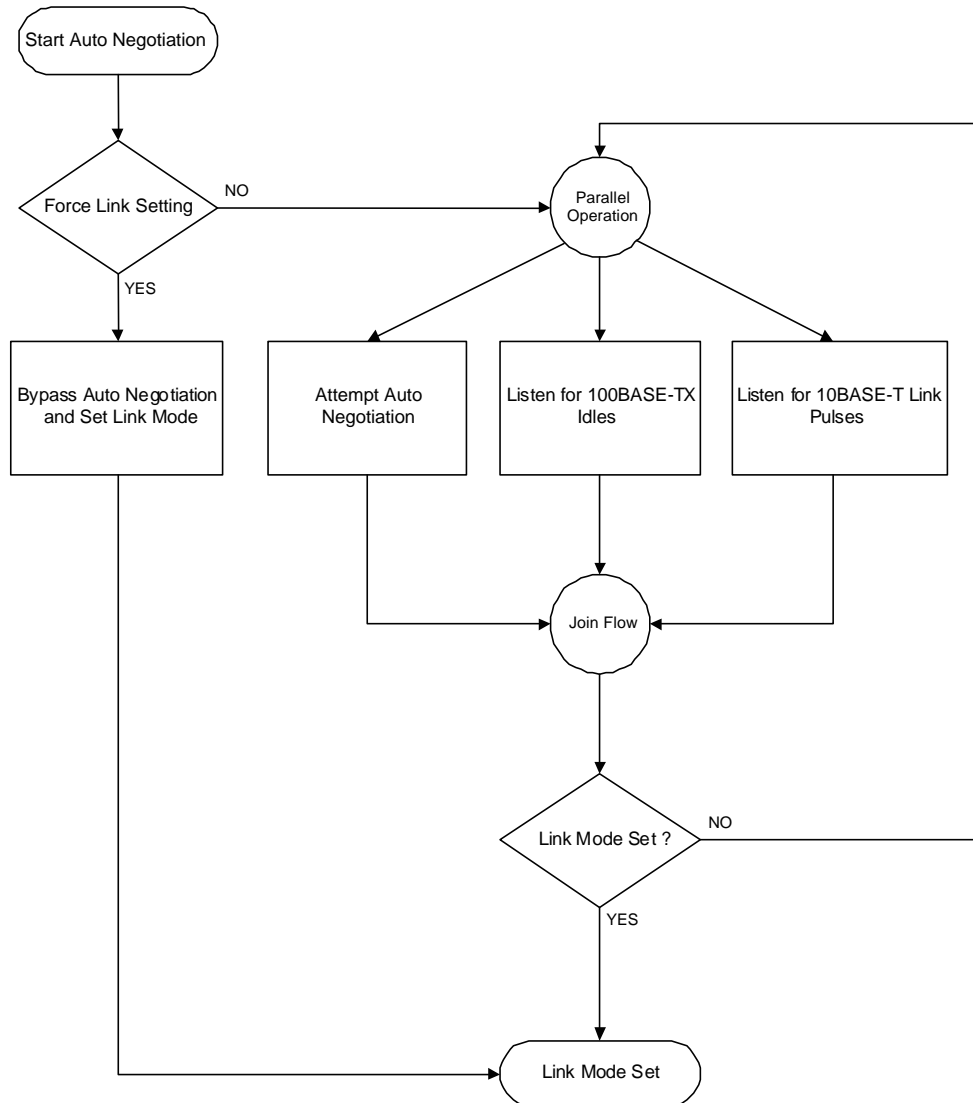 Start Auto Negotiation
Force Link Setting
NO
YES
Parallel
Operation
Bypass Auto Negotiation
and Set Link Mode
Attempt Auto
Negotiation
Listen for 100BASE-TX
Idles
Listen for 10BASE-T Link
Pulses
Join Flow
Link Mode Set ?
NO
YES
Link Mode Set